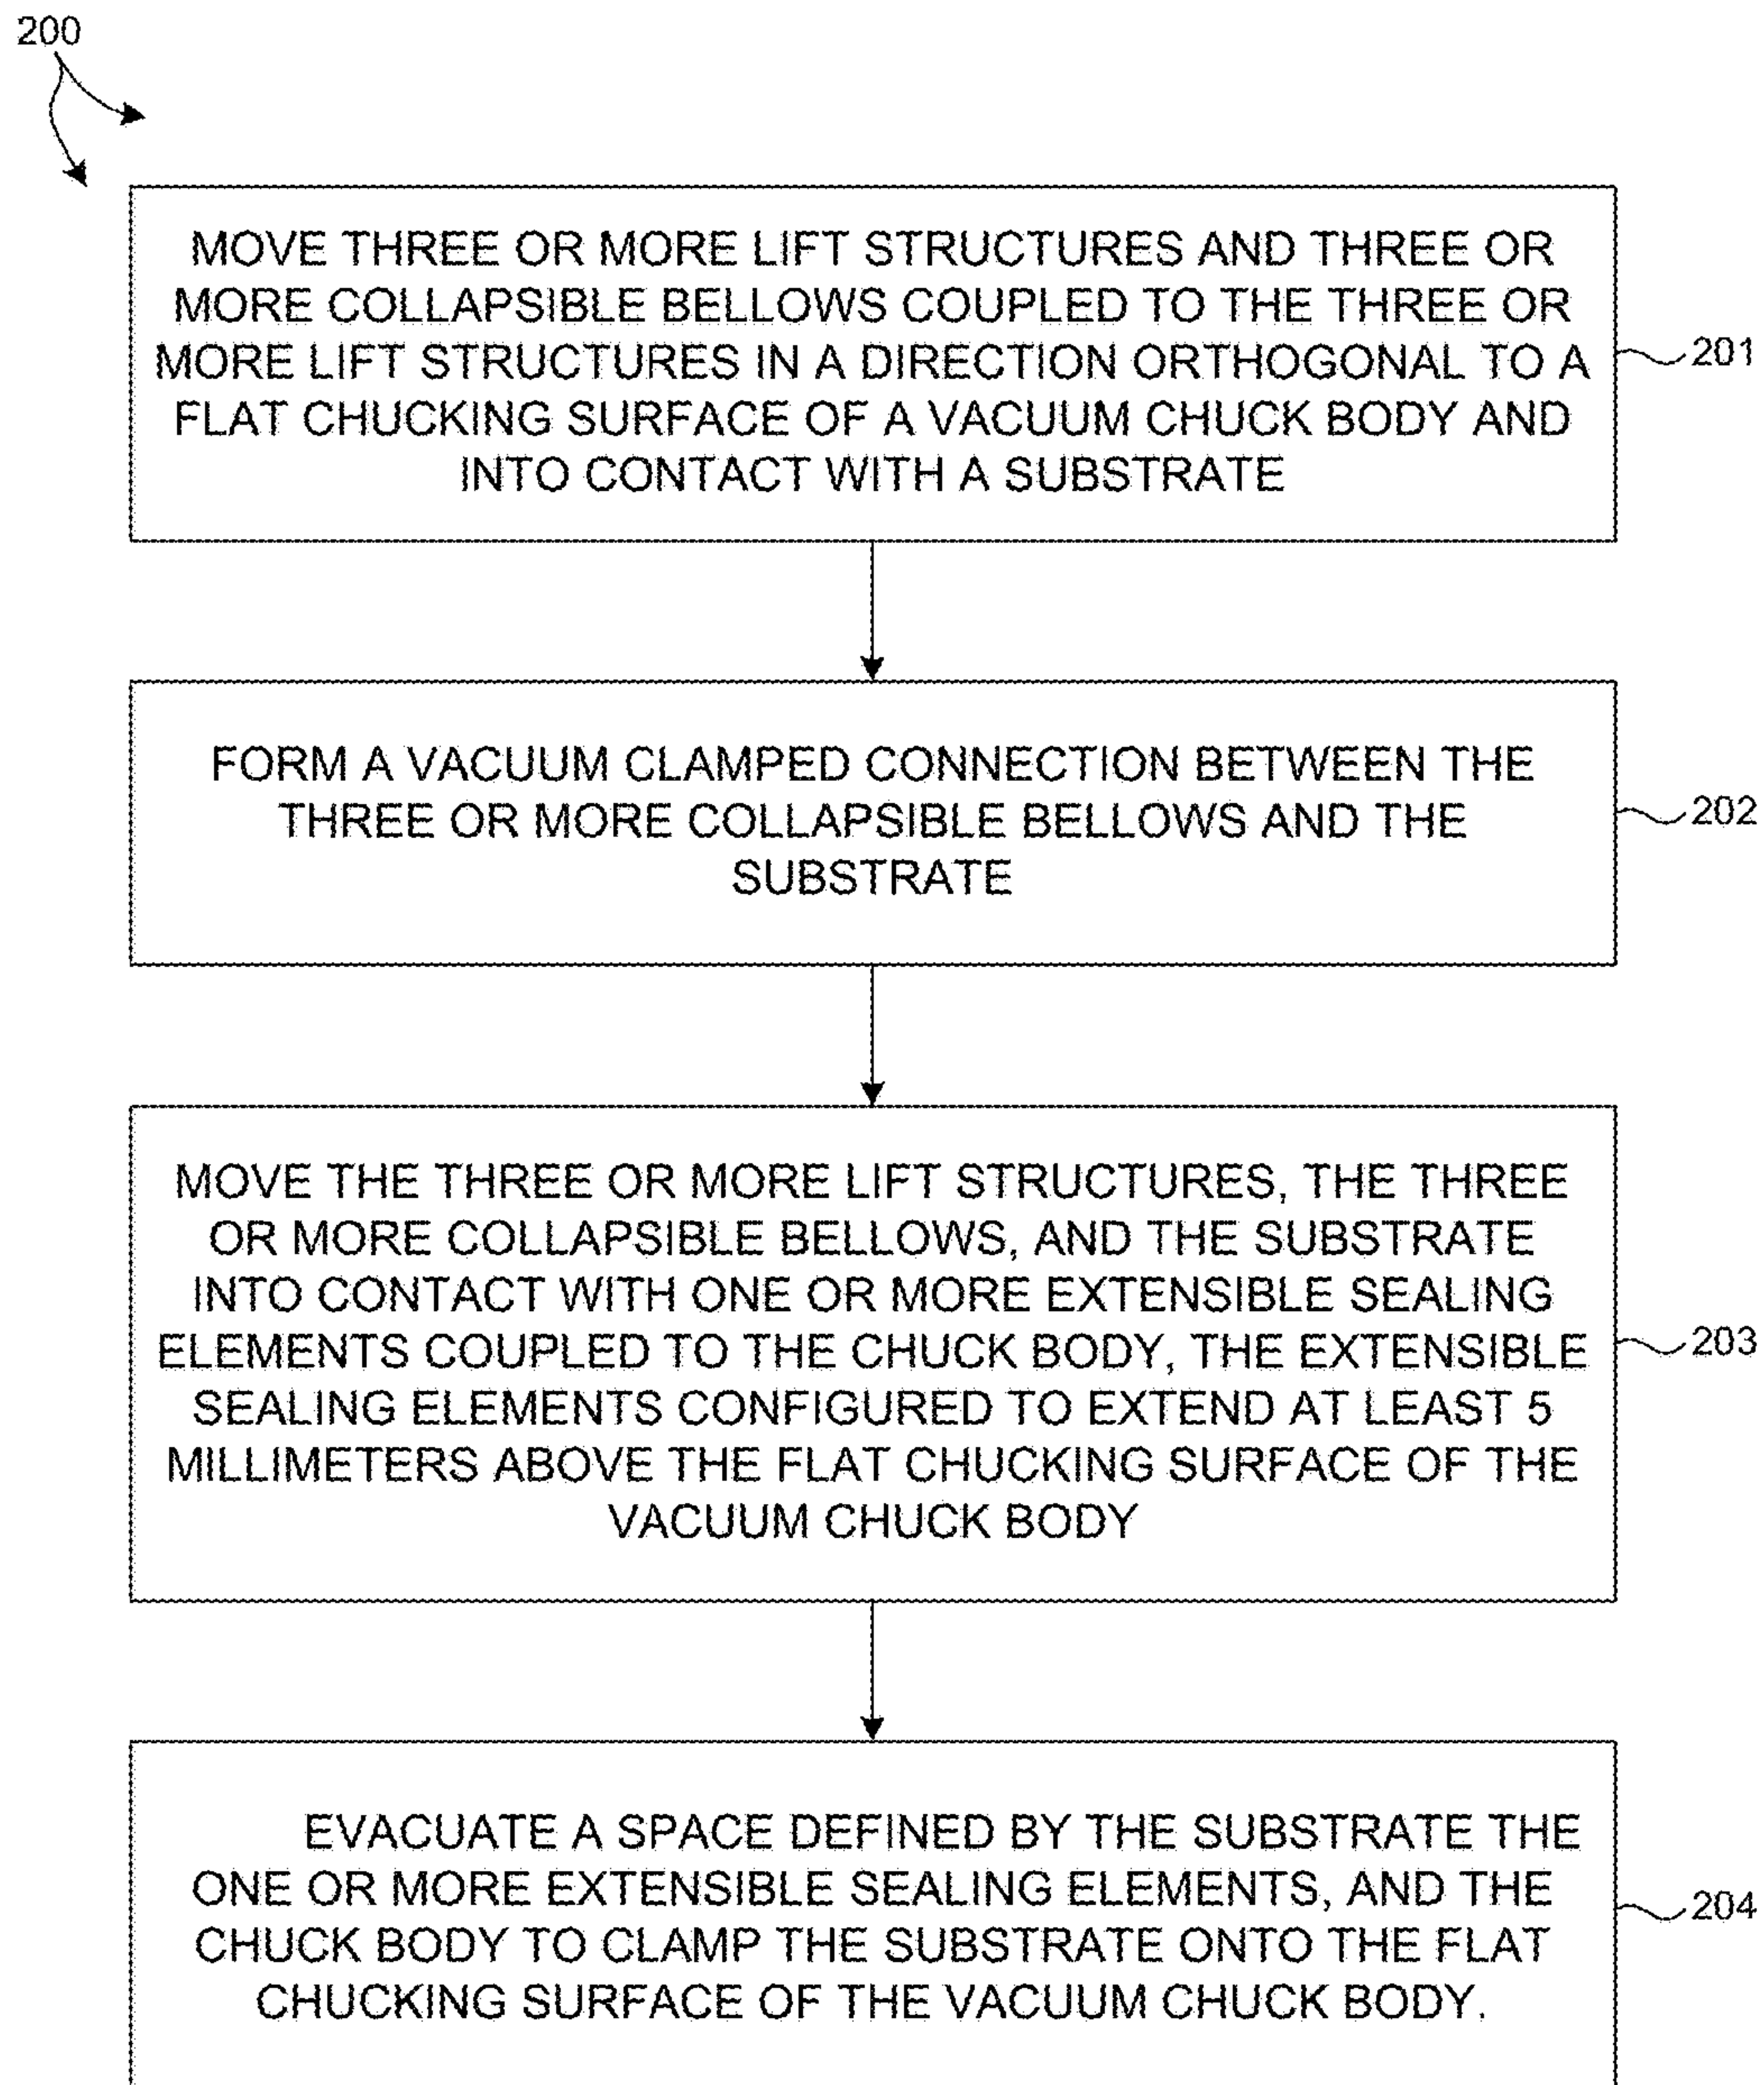 200
MOVE THREE OR MORE LIFT STRUCTURES AND THREE OR
MORE COLLAPSIBLE BELLOWS COUPLED TO THE THREE OR
MORE LIFT STRUCTURES IN A DIRECTION ORTHOGONAL TO A
FLAT CHUCKING SURFACE OF A VACUUM CHUCK BODY AND
INTO CONTACT WITH A SUBSTRATE
201
FORM A VACUUM CLAMPED CONNECTION BETWEEN THE
THREE OR MORE COLLAPSIBLE BELLOWS AND THE
SUBSTRATE
202
MOVE THE THREE OR MORE LIFT STRUCTURES, THE THREE
OR MORE COLLAPSIBLE BELLOWS, AND THE SUBSTRATE
INTO CONTACT WITH ONE OR MORE EXTENSIBLE SEALING
ELEMENTS COUPLED TO THE CHUCK BODY, THE EXTENSIBLE
SEALING ELEMENTS CONFIGURED TO EXTEND AT LEAST 5
MILLIMETERS ABOVE THE FLAT CHUCKING SURFACE OF THE
VACUUM CHUCK BODY
203
EVACUATE A SPACE DEFINED BY THE SUBSTRATE THE
ONE OR MORE EXTENSIBLE SEALING ELEMENTS, AND THE
CHUCK BODY TO CLAMP THE SUBSTRATE ONTO THE FLAT
CHUCKING SURFACE OF THE VACUUM CHUCK BODY.
204